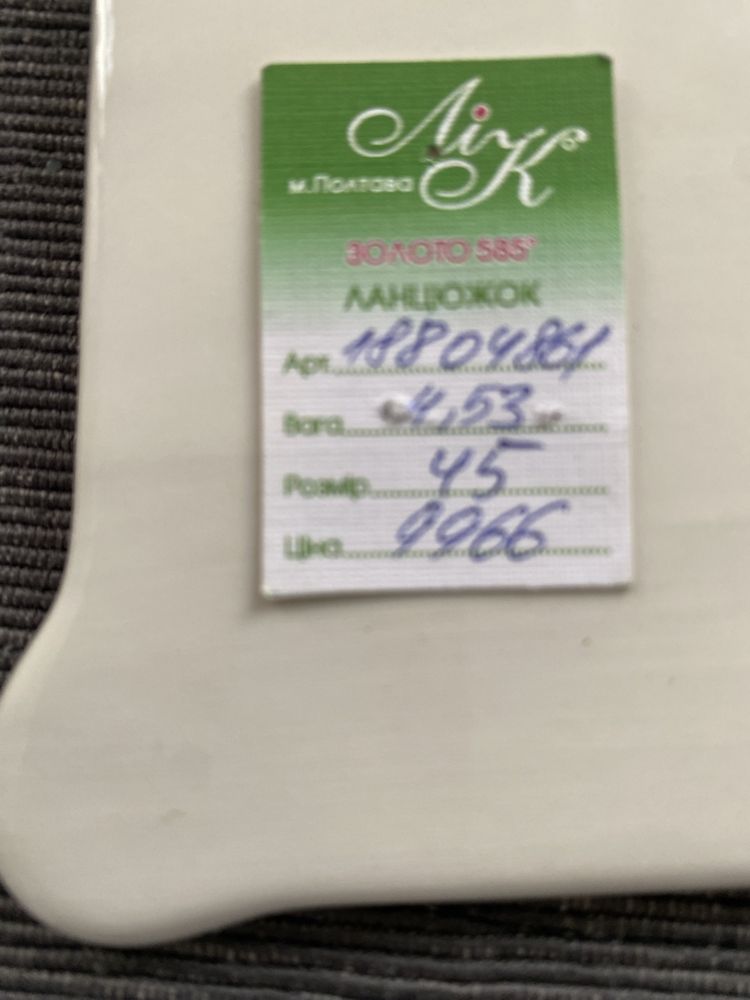 ЛіК
м.Полтава
ЗОЛОТО 585°
ЛАНЦЮЖОК
Арт. 18804861
Вага 4,53
Розмір 45
Ціна 9966